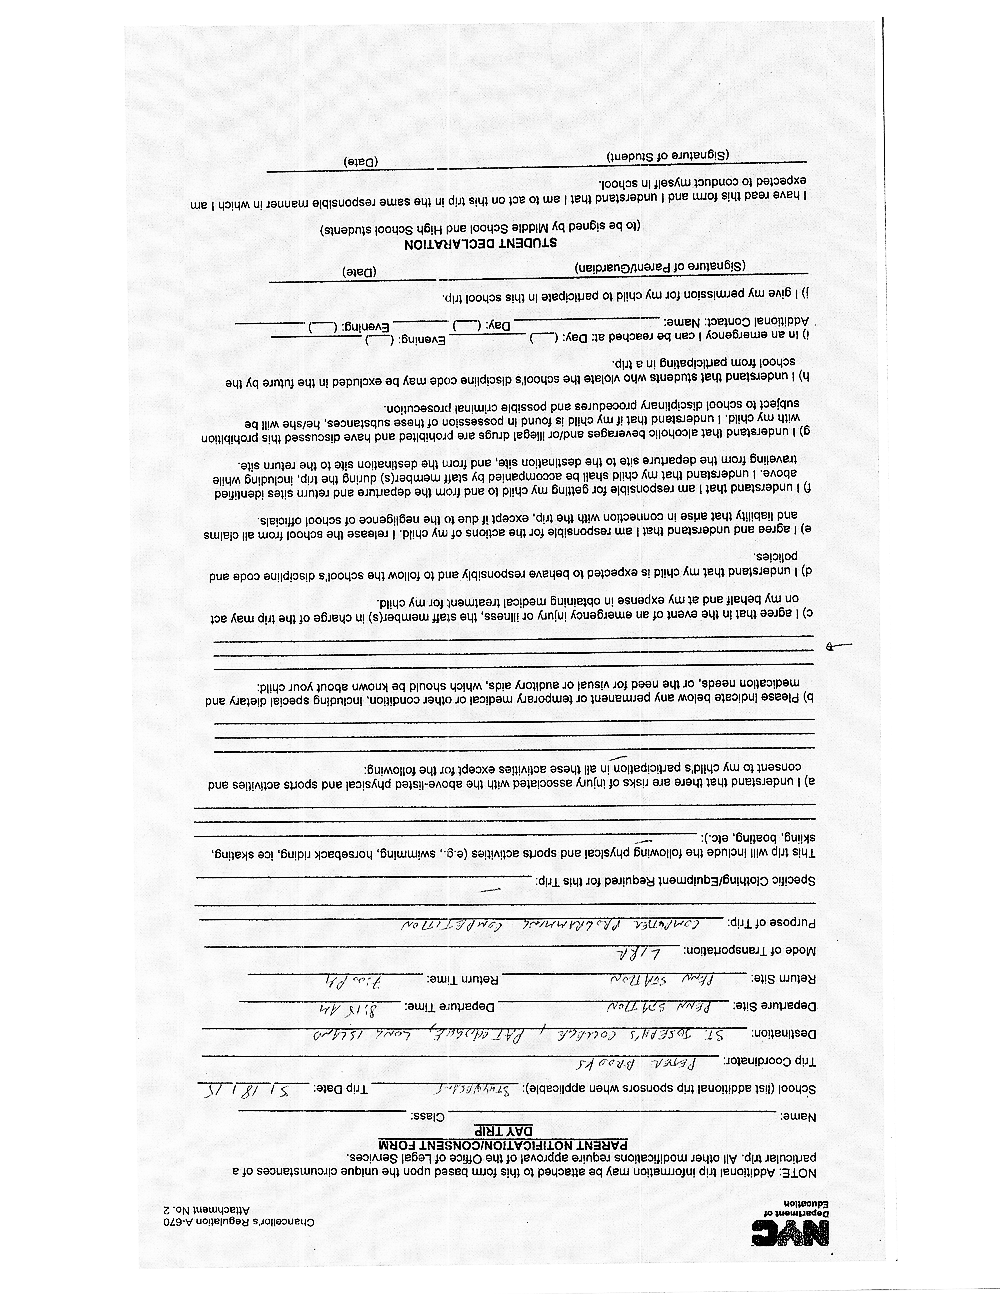 NYC
Department of
Education
Chancellor's Regulation A-670
Attachment No. 2
NOTE: Additional trip information may be attached to this form based upon the unique circumstances of a
particular trip. All other modifications require approval of the Office of Legal Services.
PARENT NOTIFICATION/CONSENT FORM
DAY TRIP
Name: Class:
School (list additional trip sponsors when applicable): STUYVESANT Trip Date: 3/18/15
Trip Coordinator: BROOKS
Destination: ST. JOSEPH'S COLLEGE, PATCHOGUE, LONG ISLAND
Departure Site: PENN STATION Departure Time: 8:15 AM
Return Site: PENN STATION Return Time: 7:00 PM
Mode of Transportation: LIRR
Purpose of Trip: COMPUTER PROGRAMMING COMPETITION
Specific Clothing/Equipment Required for this Trip: —
This trip will include the following physical and sports activities (e.g., swimming, horseback riding, ice skating,
skiing, boating, etc.): —
a) I understand that there are risks of injury associated with the above-listed physical and sports activities and
consent to my child's participation in all these activities except for the following:
b) Please indicate below any permanent or temporary medical or other condition, including special dietary and
medication needs, or the need for visual or auditory aids, which should be known about your child:
c) I agree that in the event of an emergency injury or illness, the staff member(s) in charge of the trip may act
on my behalf and at my expense in obtaining medical treatment for my child.
d) I understand that my child is expected to behave responsibly and to follow the school's discipline code and
policies.
e) I agree and understand that I am responsible for the actions of my child. I release the school from all claims
and liability that arise in connection with the trip, except if due to the negligence of school officials.
f) I understand that I am responsible for getting my child to and from the departure and return sites identified
above. I understand that my child shall be accompanied by staff member(s) during the trip, including while
traveling from the departure site to the destination site, and from the destination site to the return site.
g) I understand that alcoholic beverages and/or illegal drugs are prohibited and have discussed this prohibition
with my child. I understand that if my child is found in possession of these substances, he/she will be
subject to school disciplinary procedures and possible criminal prosecution.
h) I understand that students who violate the school's discipline code may be excluded in the future by the
school from participating in a trip.
i) In an emergency I can be reached at: Day: ( ) Evening: ( )
Additional Contact: Name: Day: ( ) Evening: ( )
j) I give my permission for my child to participate in this school trip.
(Signature of Parent/Guardian) (Date)
STUDENT DECLARATION
(to be signed by Middle School and High School students)
I have read this form and I understand that I am to act on this trip in the same responsible manner in which I am
expected to conduct myself in school.
(Signature of Student) (Date)